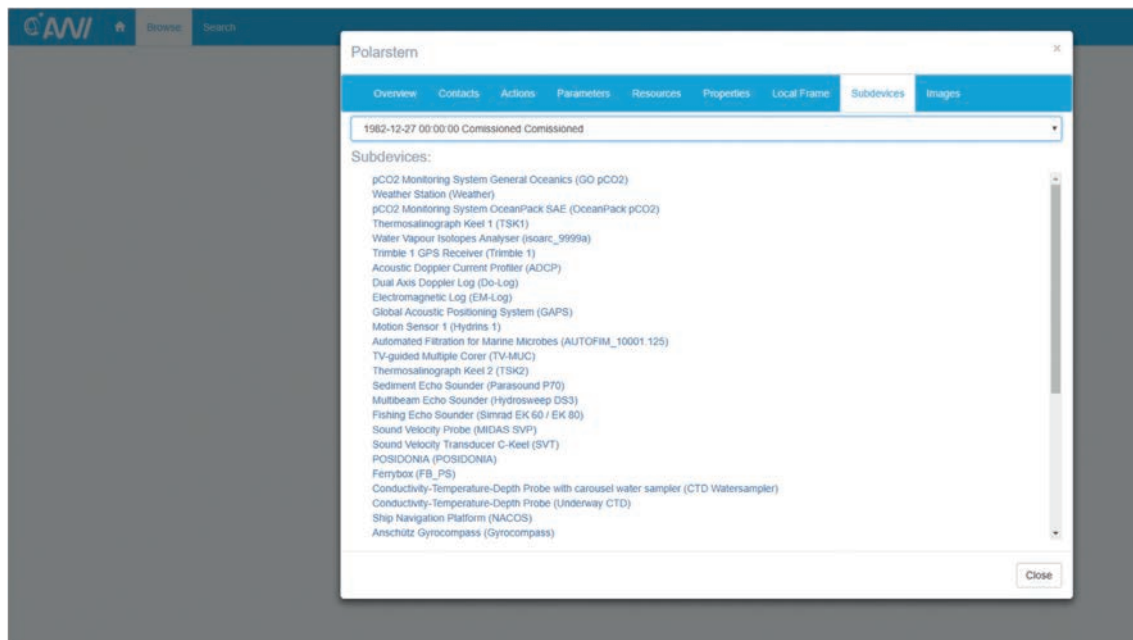 AWI Browse Search
Polarstern ×
Overview Contacts Actions Parameters Resources Properties Local Frame Subdevices Images
1982-12-27 00:00:00 Comissioned Comissioned
Subdevices:
pCO2 Monitoring System General Oceanics (GO pCO2)
Weather Station (Weather)
pCO2 Monitoring System OceanPack SAE (OceanPack pCO2)
Thermosalinograph Keel 1 (TSK1)
Water Vapour Isotopes Analyser (isoarc_9999a)
Trimble 1 GPS Receiver (Trimble 1)
Acoustic Doppler Current Profiler (ADCP)
Dual Axis Doppler Log (Do-Log)
Electromagnetic Log (EM-Log)
Global Acoustic Positioning System (GAPS)
Motion Sensor 1 (Hydrins 1)
Automated Filtration for Marine Microbes (AUTOFIM_10001.125)
TV-guided Multiple Corer (TV-MUC)
Thermosalinograph Keel 2 (TSK2)
Sediment Echo Sounder (Parasound P70)
Multibeam Echo Sounder (Hydrosweep DS3)
Fishing Echo Sounder (Simrad EK 60 / EK 80)
Sound Velocity Probe (MIDAS SVP)
Sound Velocity Transducer C-Keel (SVT)
POSIDONIA (POSIDONIA)
Ferrybox (FB_PS)
Conductivity-Temperature-Depth Probe with carousel water sampler (CTD Watersampler)
Conductivity-Temperature-Depth Probe (Underway CTD)
Ship Navigation Platform (NACOS)
Anschütz Gyrocompass (Gyrocompass)
Close